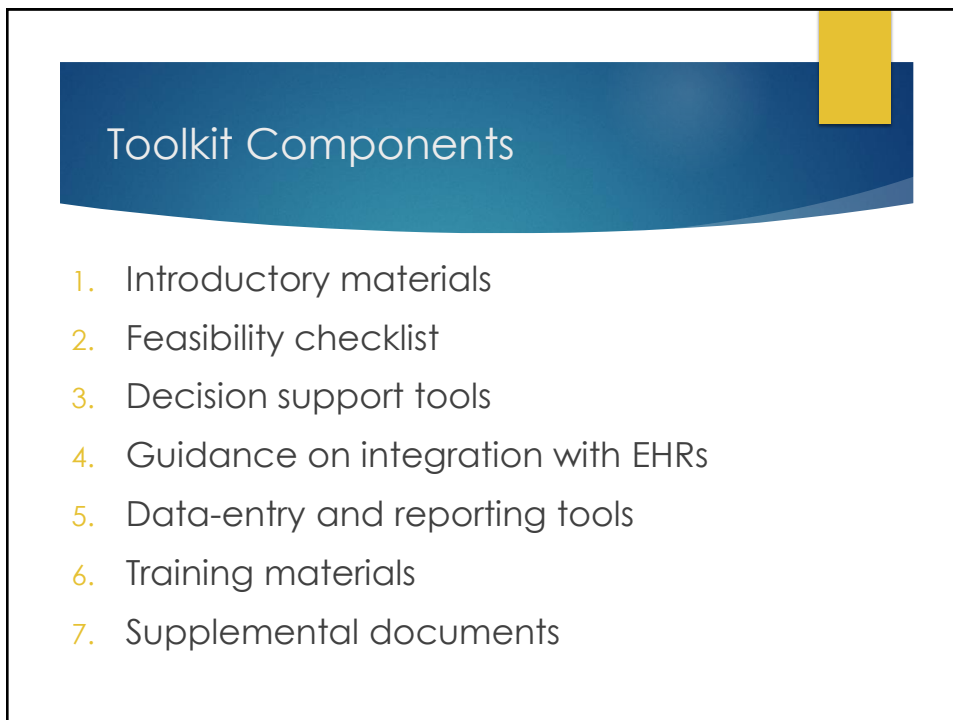 Toolkit Components
1. Introductory materials
2. Feasibility checklist
3. Decision support tools
4. Guidance on integration with EHRs
5. Data-entry and reporting tools
6. Training materials
7. Supplemental documents